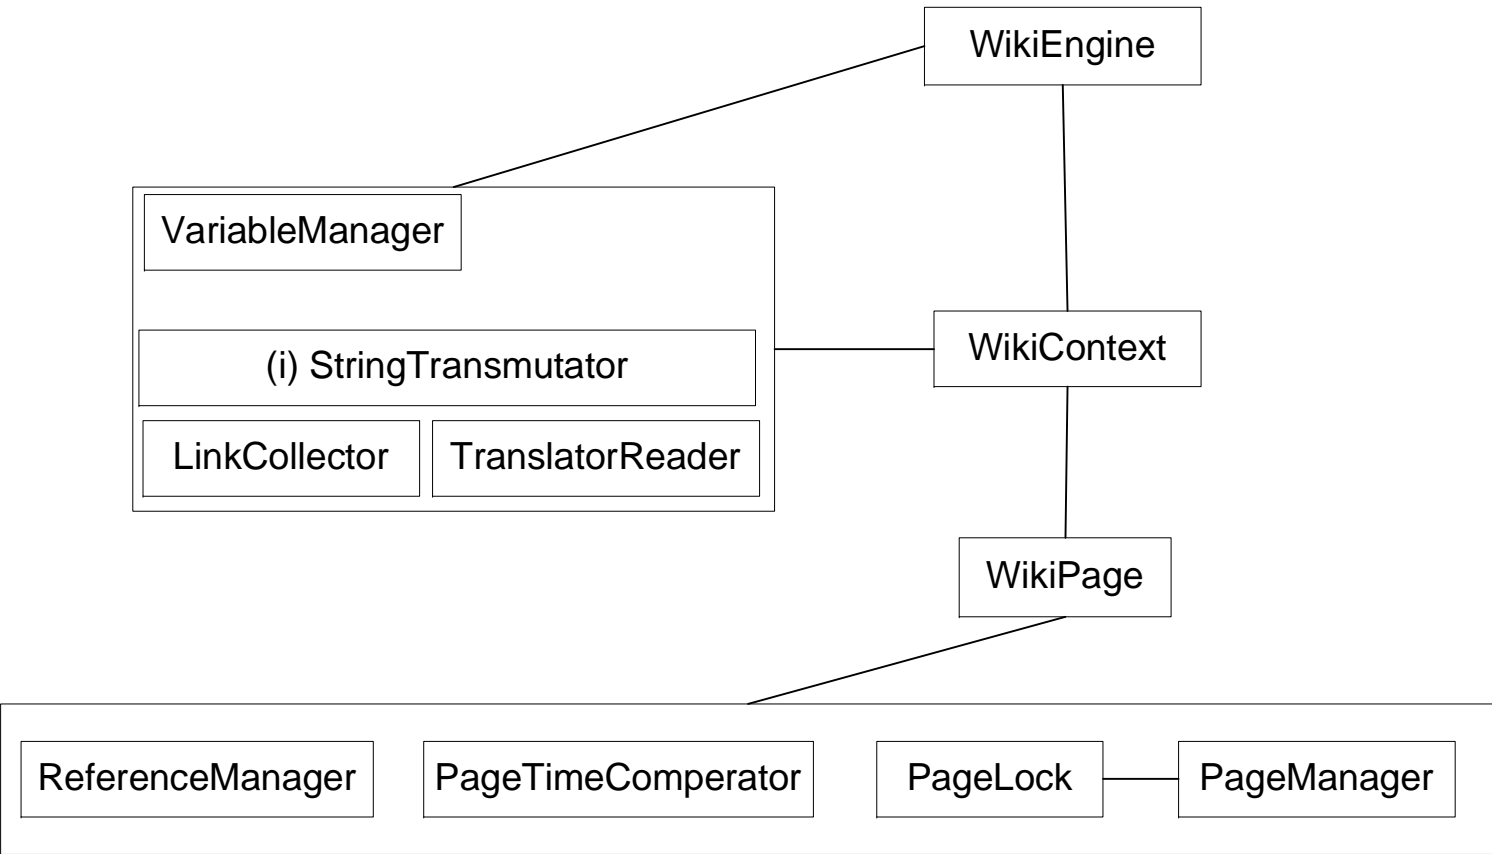 WikiEngine
VariableManager
(i) StringTransmutator
WikiContext
LinkCollector
TranslatorReader
WikiPage
ReferenceManager
PageTimeComperator
PageLock
PageManager